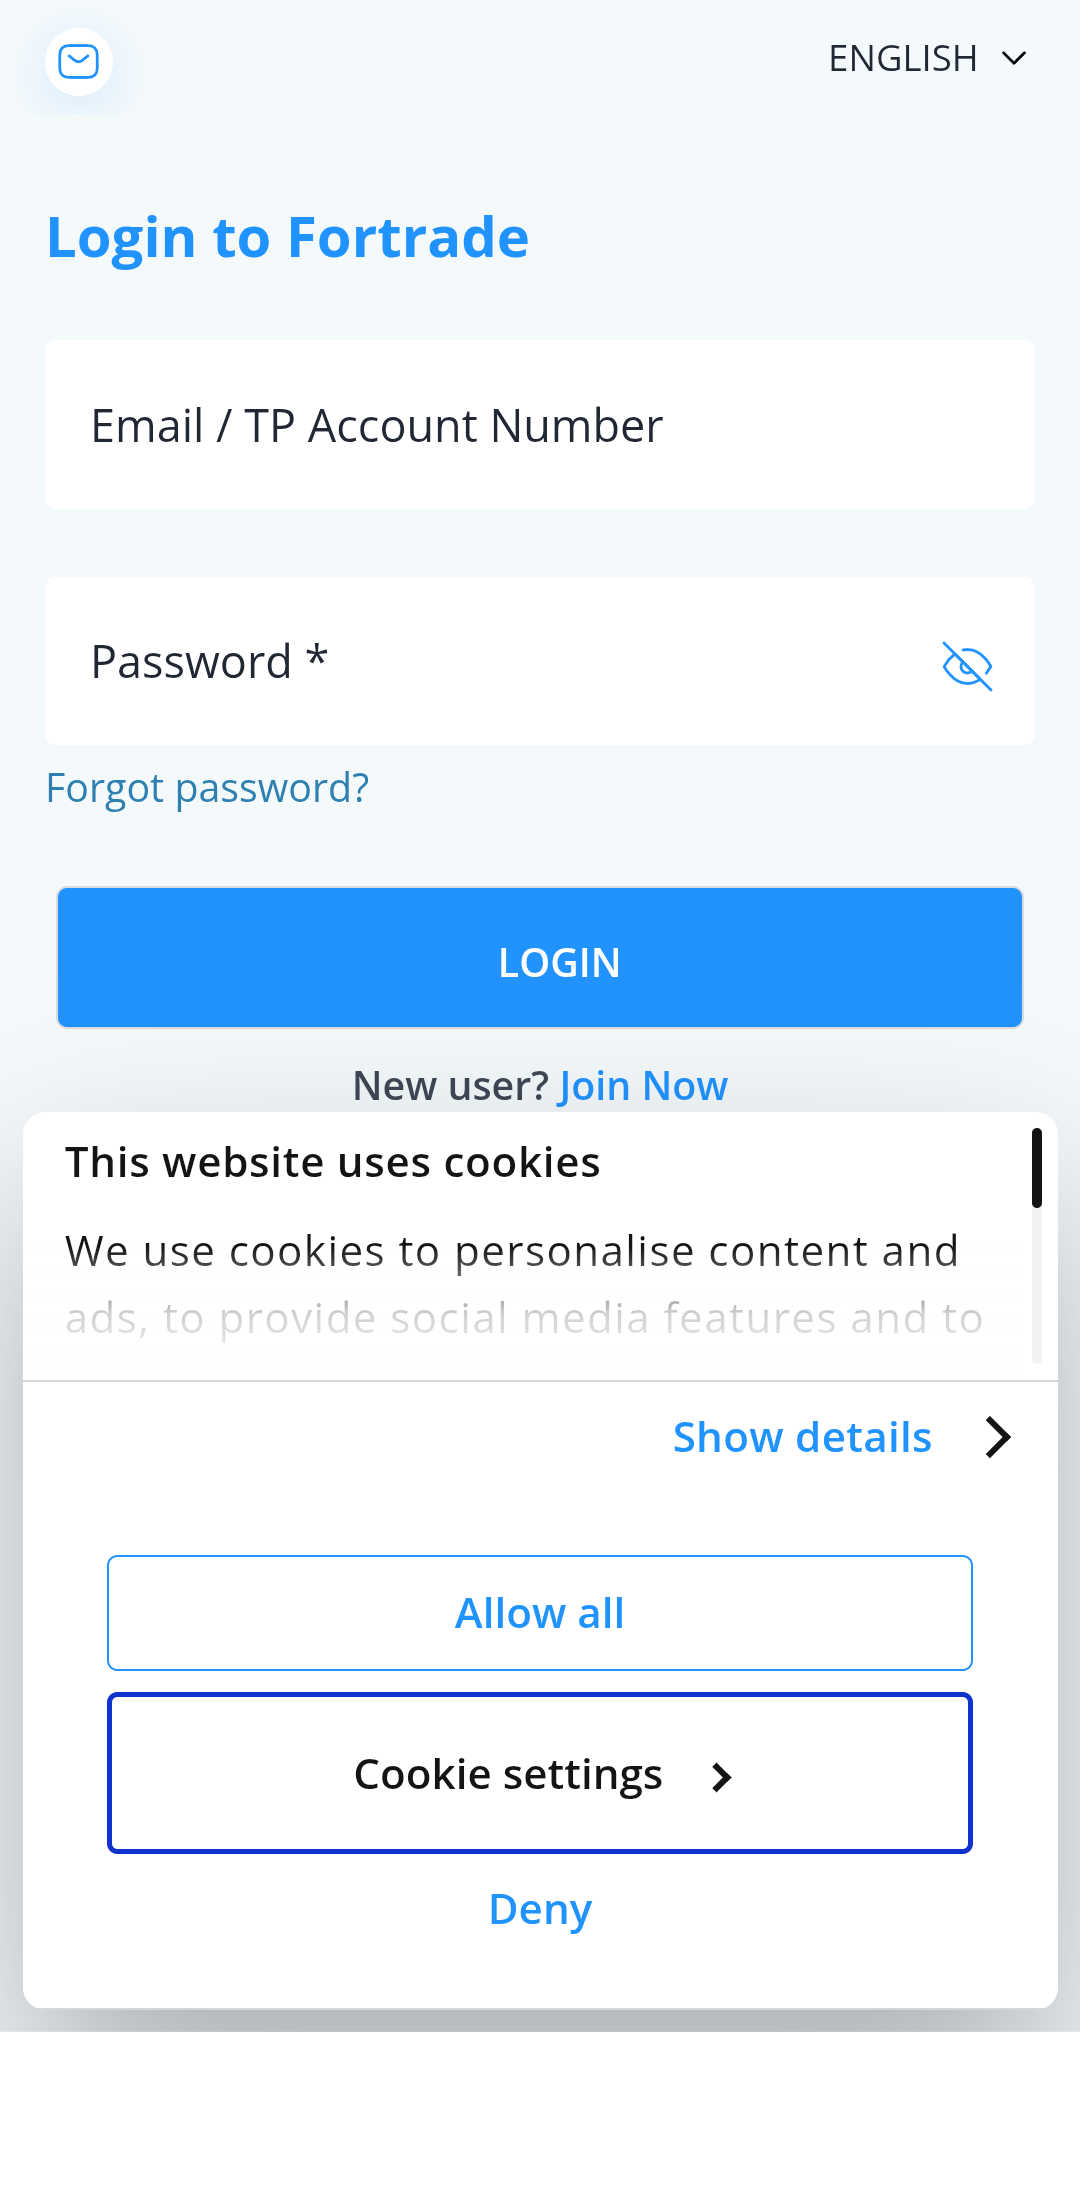 ENGLISH
Login to Fortrade
Email / TP Account Number
Password *
Forgot password?
LOGIN
New user? Join Now
This website uses cookies
We use cookies to personalise content and
ads, to provide social media features and to
Show details
Allow all
Cookie settings
Deny